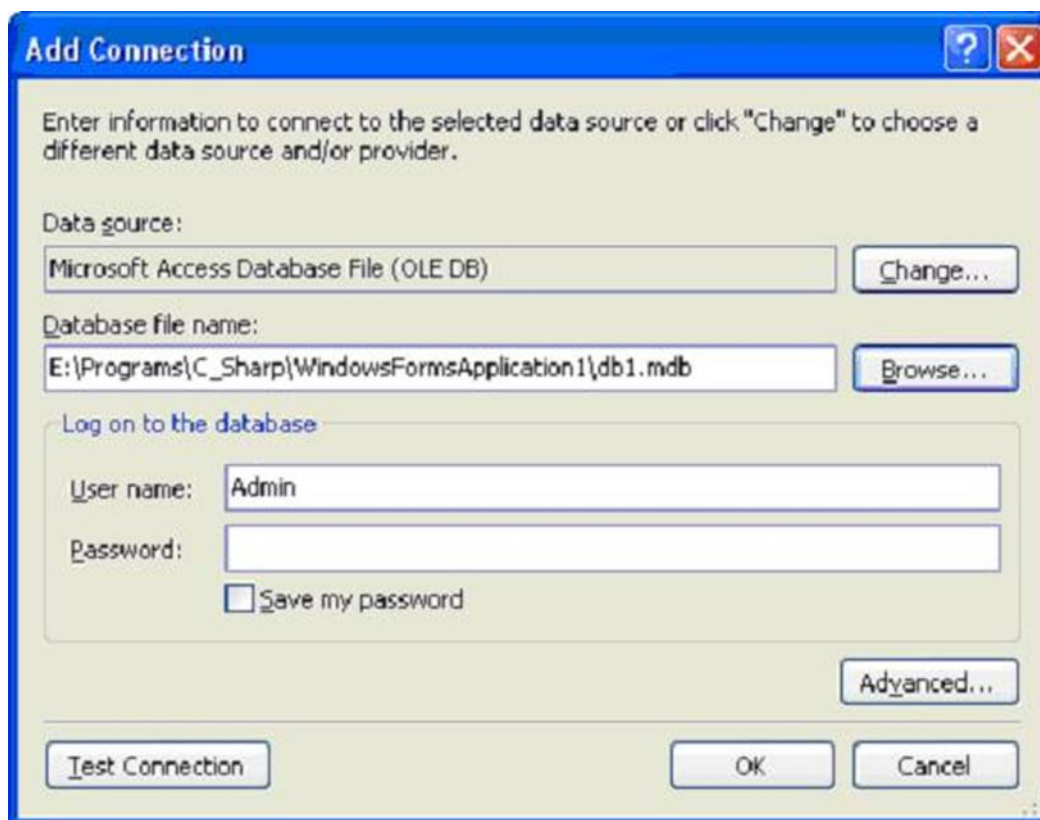 Add Connection
Enter information to connect to the selected data source or click "Change" to choose a
different data source and/or provider.
Data source:
Microsoft Access Database File (OLE DB)
Change...
Database file name:
E:\Programs\C_Sharp\WindowsFormsApplication1\db1.mdb
Browse...
Log on to the database
User name:
Admin
Password:
Save my password
Advanced...
Test Connection
OK
Cancel